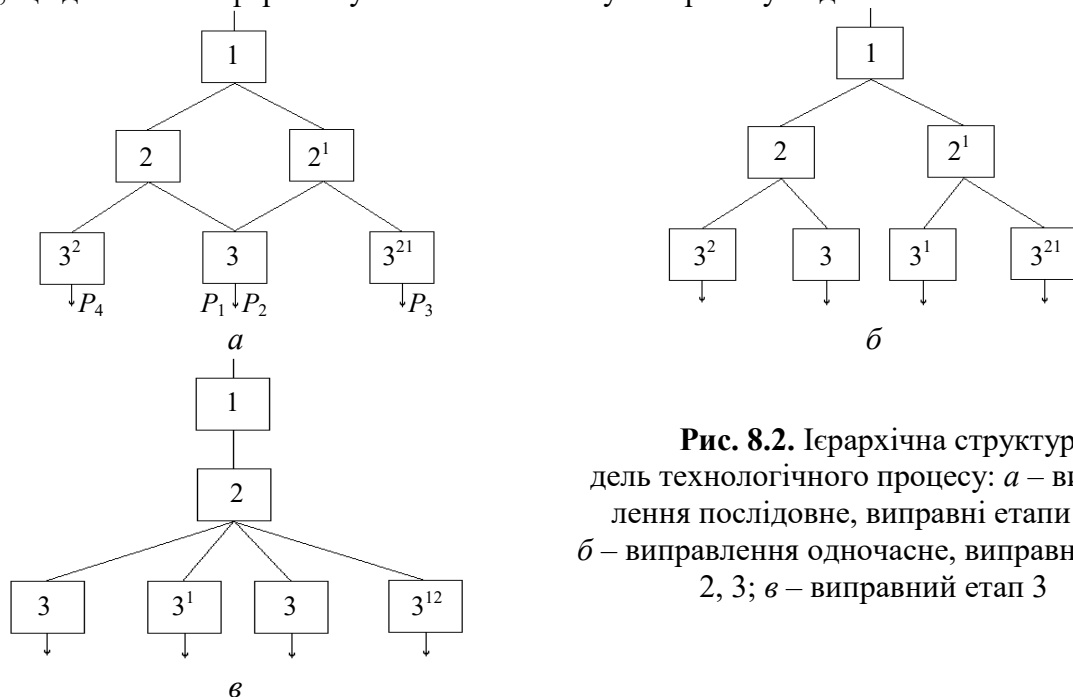 1
2 2¹
3² 3 3²¹
P₄ P₁ P₂ P₃
а
1
2 2¹
3² 3 3¹ 3²¹
б
1
2
3 3¹ 3 3¹²
в
Рис. 8.2. Ієрархічна структур
дель технологічного процесу: а – ви
лення послідовне, виправні етапи
б – виправлення одночасне, виправн
2, 3; в – виправний етап 3